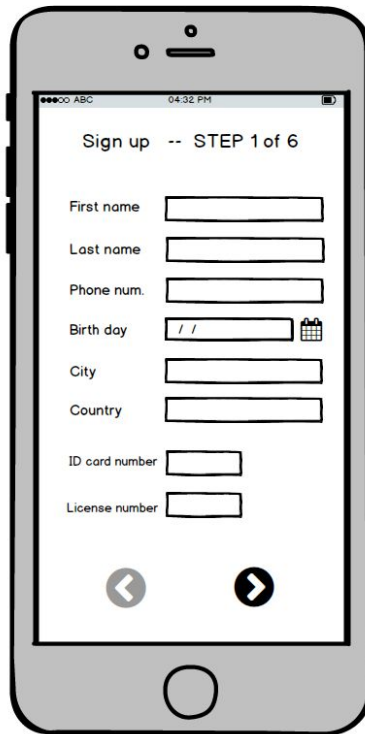 ABC 04:32 PM
Sign up -- STEP 1 of 6
First name
Last name
Phone num.
Birth day / /
City
Country
ID card number
License number